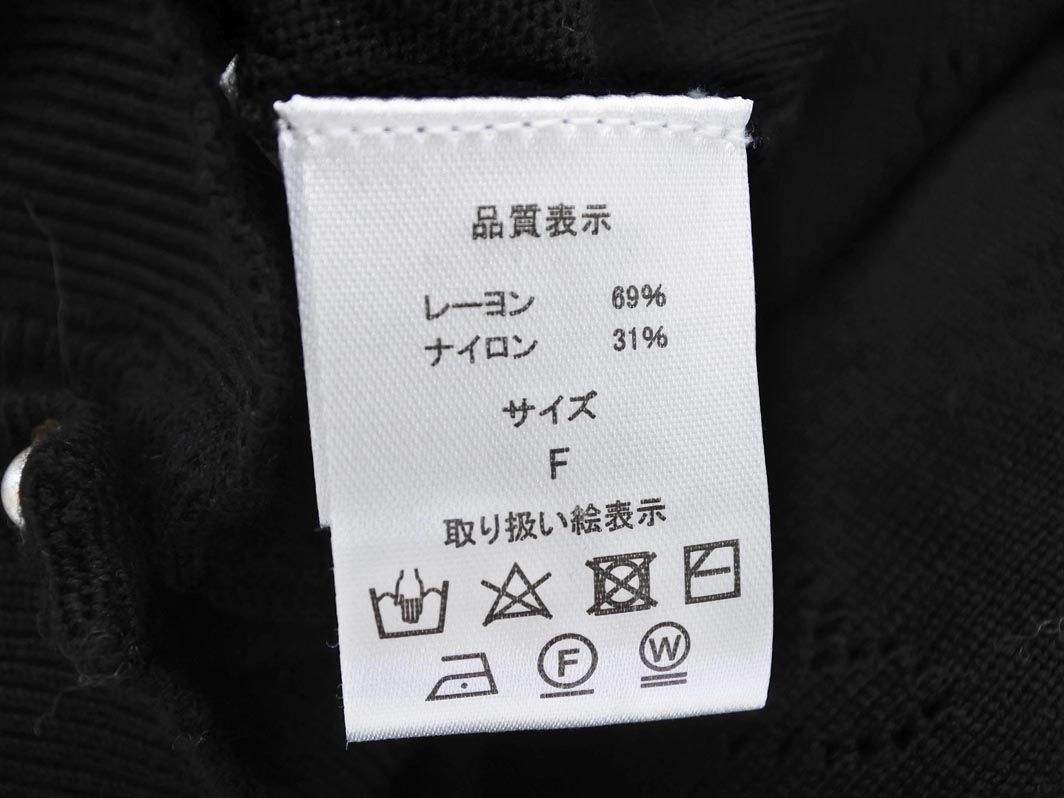 品質表示
レーヨン 69%
ナイロン 31%
サイズ
F
取り扱い絵表示
F W